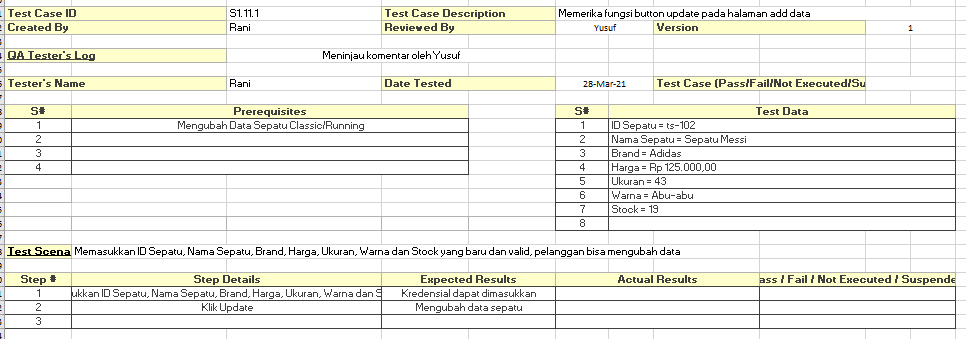 Test Case ID S1.11.1 Test Case Description Memerika fungsi button update pada halaman add data
Created By Rani Reviewed By Yusuf Version 1
QA Tester's Log Meninjau komentar oleh Yusuf
Tester's Name Rani Date Tested 28-Mar-21 Test Case (Pass/Fail/Not Executed/Su
S# Prerequisites S# Test Data
1 Mengubah Data Sepatu Classic/Running 1 ID Sepatu = ts-102
2 2 Nama Sepatu = Sepatu Messi
3 3 Brand = Adidas
4 4 Harga = Rp 125.000,00
5 Ukuran = 43
6 Warna = Abu-abu
7 Stock = 19
8
Test Scena Memasukkan ID Sepatu, Nama Sepatu, Brand, Harga, Ukuran, Warna dan Stock yang baru dan valid, pelanggan bisa mengubah data
Step # Step Details Expected Results Actual Results ass / Fail / Not Executed / Suspende
1 ukkan ID Sepatu, Nama Sepatu, Brand, Harga, Ukuran, Warna dan S Kredensial dapat dimasukkan
2 Klik Update Mengubah data sepatu
3